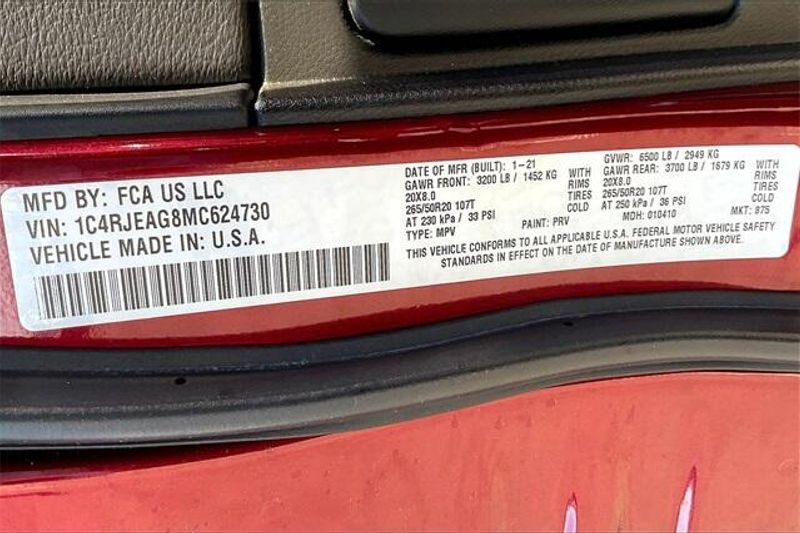 MFD BY: FCA US LLC
VIN: 1C4RJEAG8MC624730
VEHICLE MADE IN: U.S.A.
DATE OF MFR (BUILT): 1-21
GAWR FRONT: 3200 LB / 1452 KG WITH
20X8.0 RIMS
265/50R20 107T TIRES
AT 230 kPa / 33 PSI COLD
TYPE: MPV PAINT: PRV
GVWR: 6500 LB / 2949 KG
GAWR REAR: 3700 LB / 1679 KG WITH
20X8.0 RIMS
265/50R20 107T TIRES
AT 250 kPa / 36 PSI COLD
MDH: 010410 MKT: 875
THIS VEHICLE CONFORMS TO ALL APPLICABLE U.S.A. FEDERAL MOTOR VEHICLE SAFETY
STANDARDS IN EFFECT ON THE DATE OF MANUFACTURE SHOWN ABOVE.